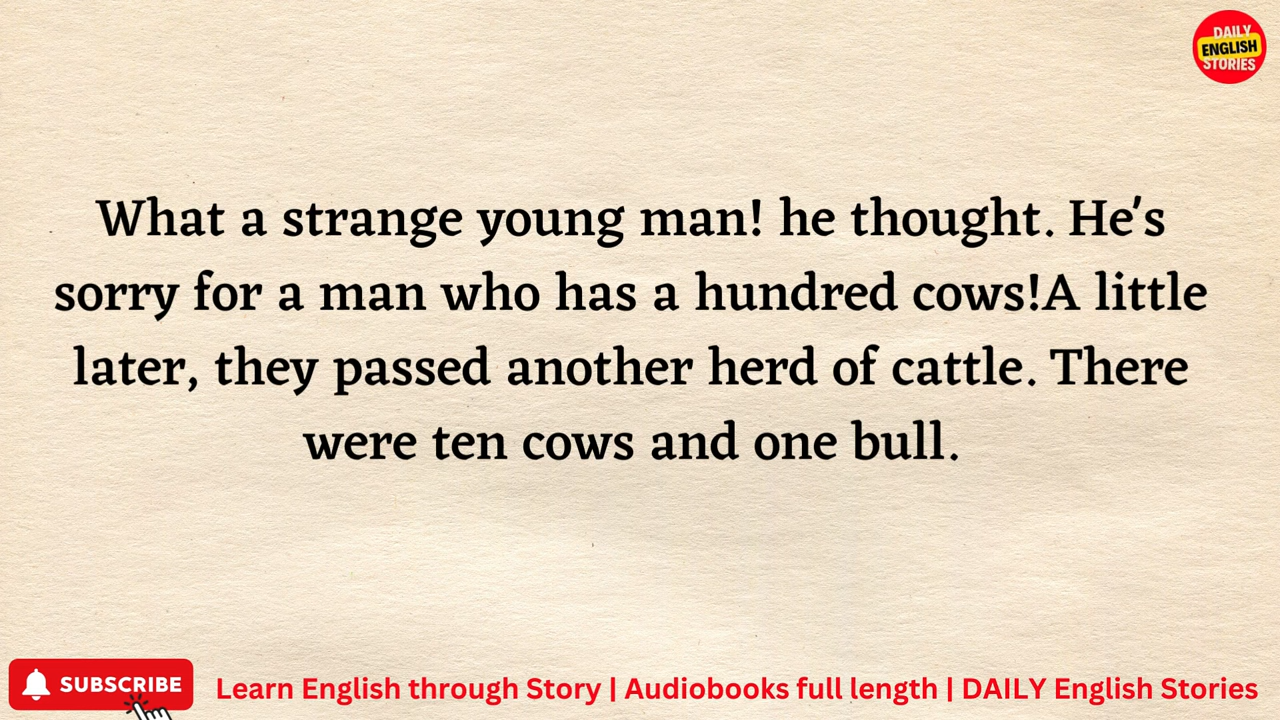 DAILY
ENGLISH
STORIES
What a strange young man! he thought. He's
sorry for a man who has a hundred cows!A little
later, they passed another herd of cattle. There
were ten cows and one bull.
SUBSCRIBE
Learn English through Story | Audiobooks full length | DAILY English Stories